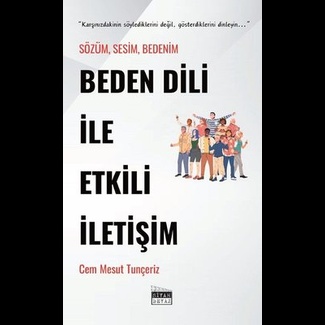 "Karşınızdakinin söylediklerini değil, gösterdiklerini dinleyin..."
SÖZÜM, SESİM, BEDENİM
BEDEN DİLİ
İLE
ETKİLİ
İLETİŞİM
Cem Mesut Tunçeriz